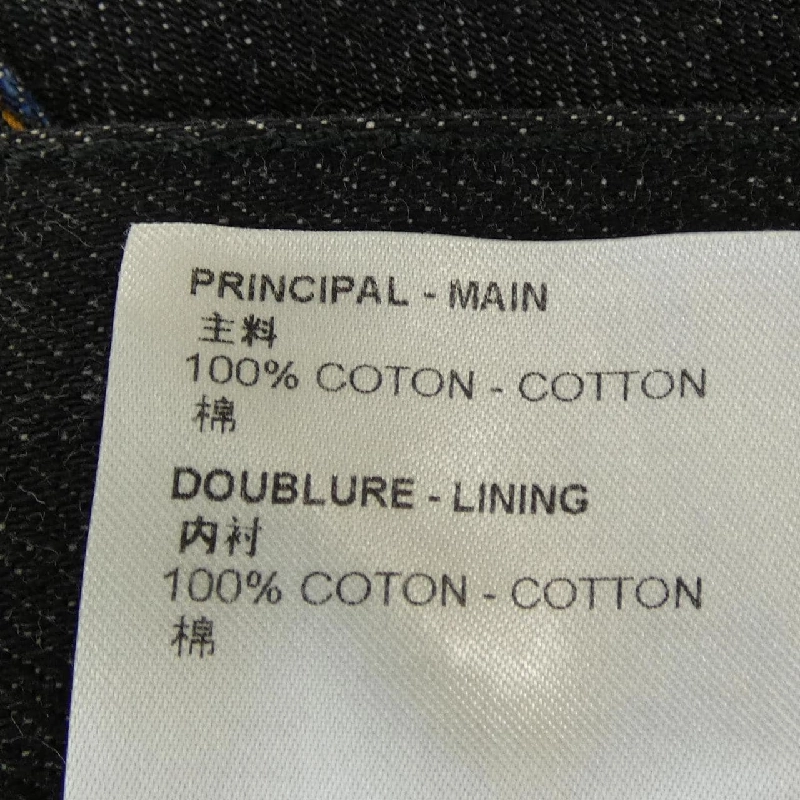 PRINCIPAL - MAIN
主料
100% COTON - COTTON
棉
DOUBLURE - LINING
内衬
100% COTON - COTTON
棉